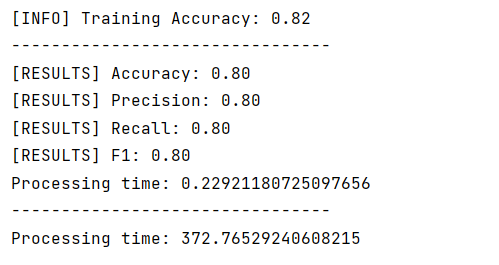 [INFO] Training Accuracy: 0.82
--------------------------------
[RESULTS] Accuracy: 0.80
[RESULTS] Precision: 0.80
[RESULTS] Recall: 0.80
[RESULTS] F1: 0.80
Processing time: 0.22921180725097656
--------------------------------
Processing time: 372.76529240608215